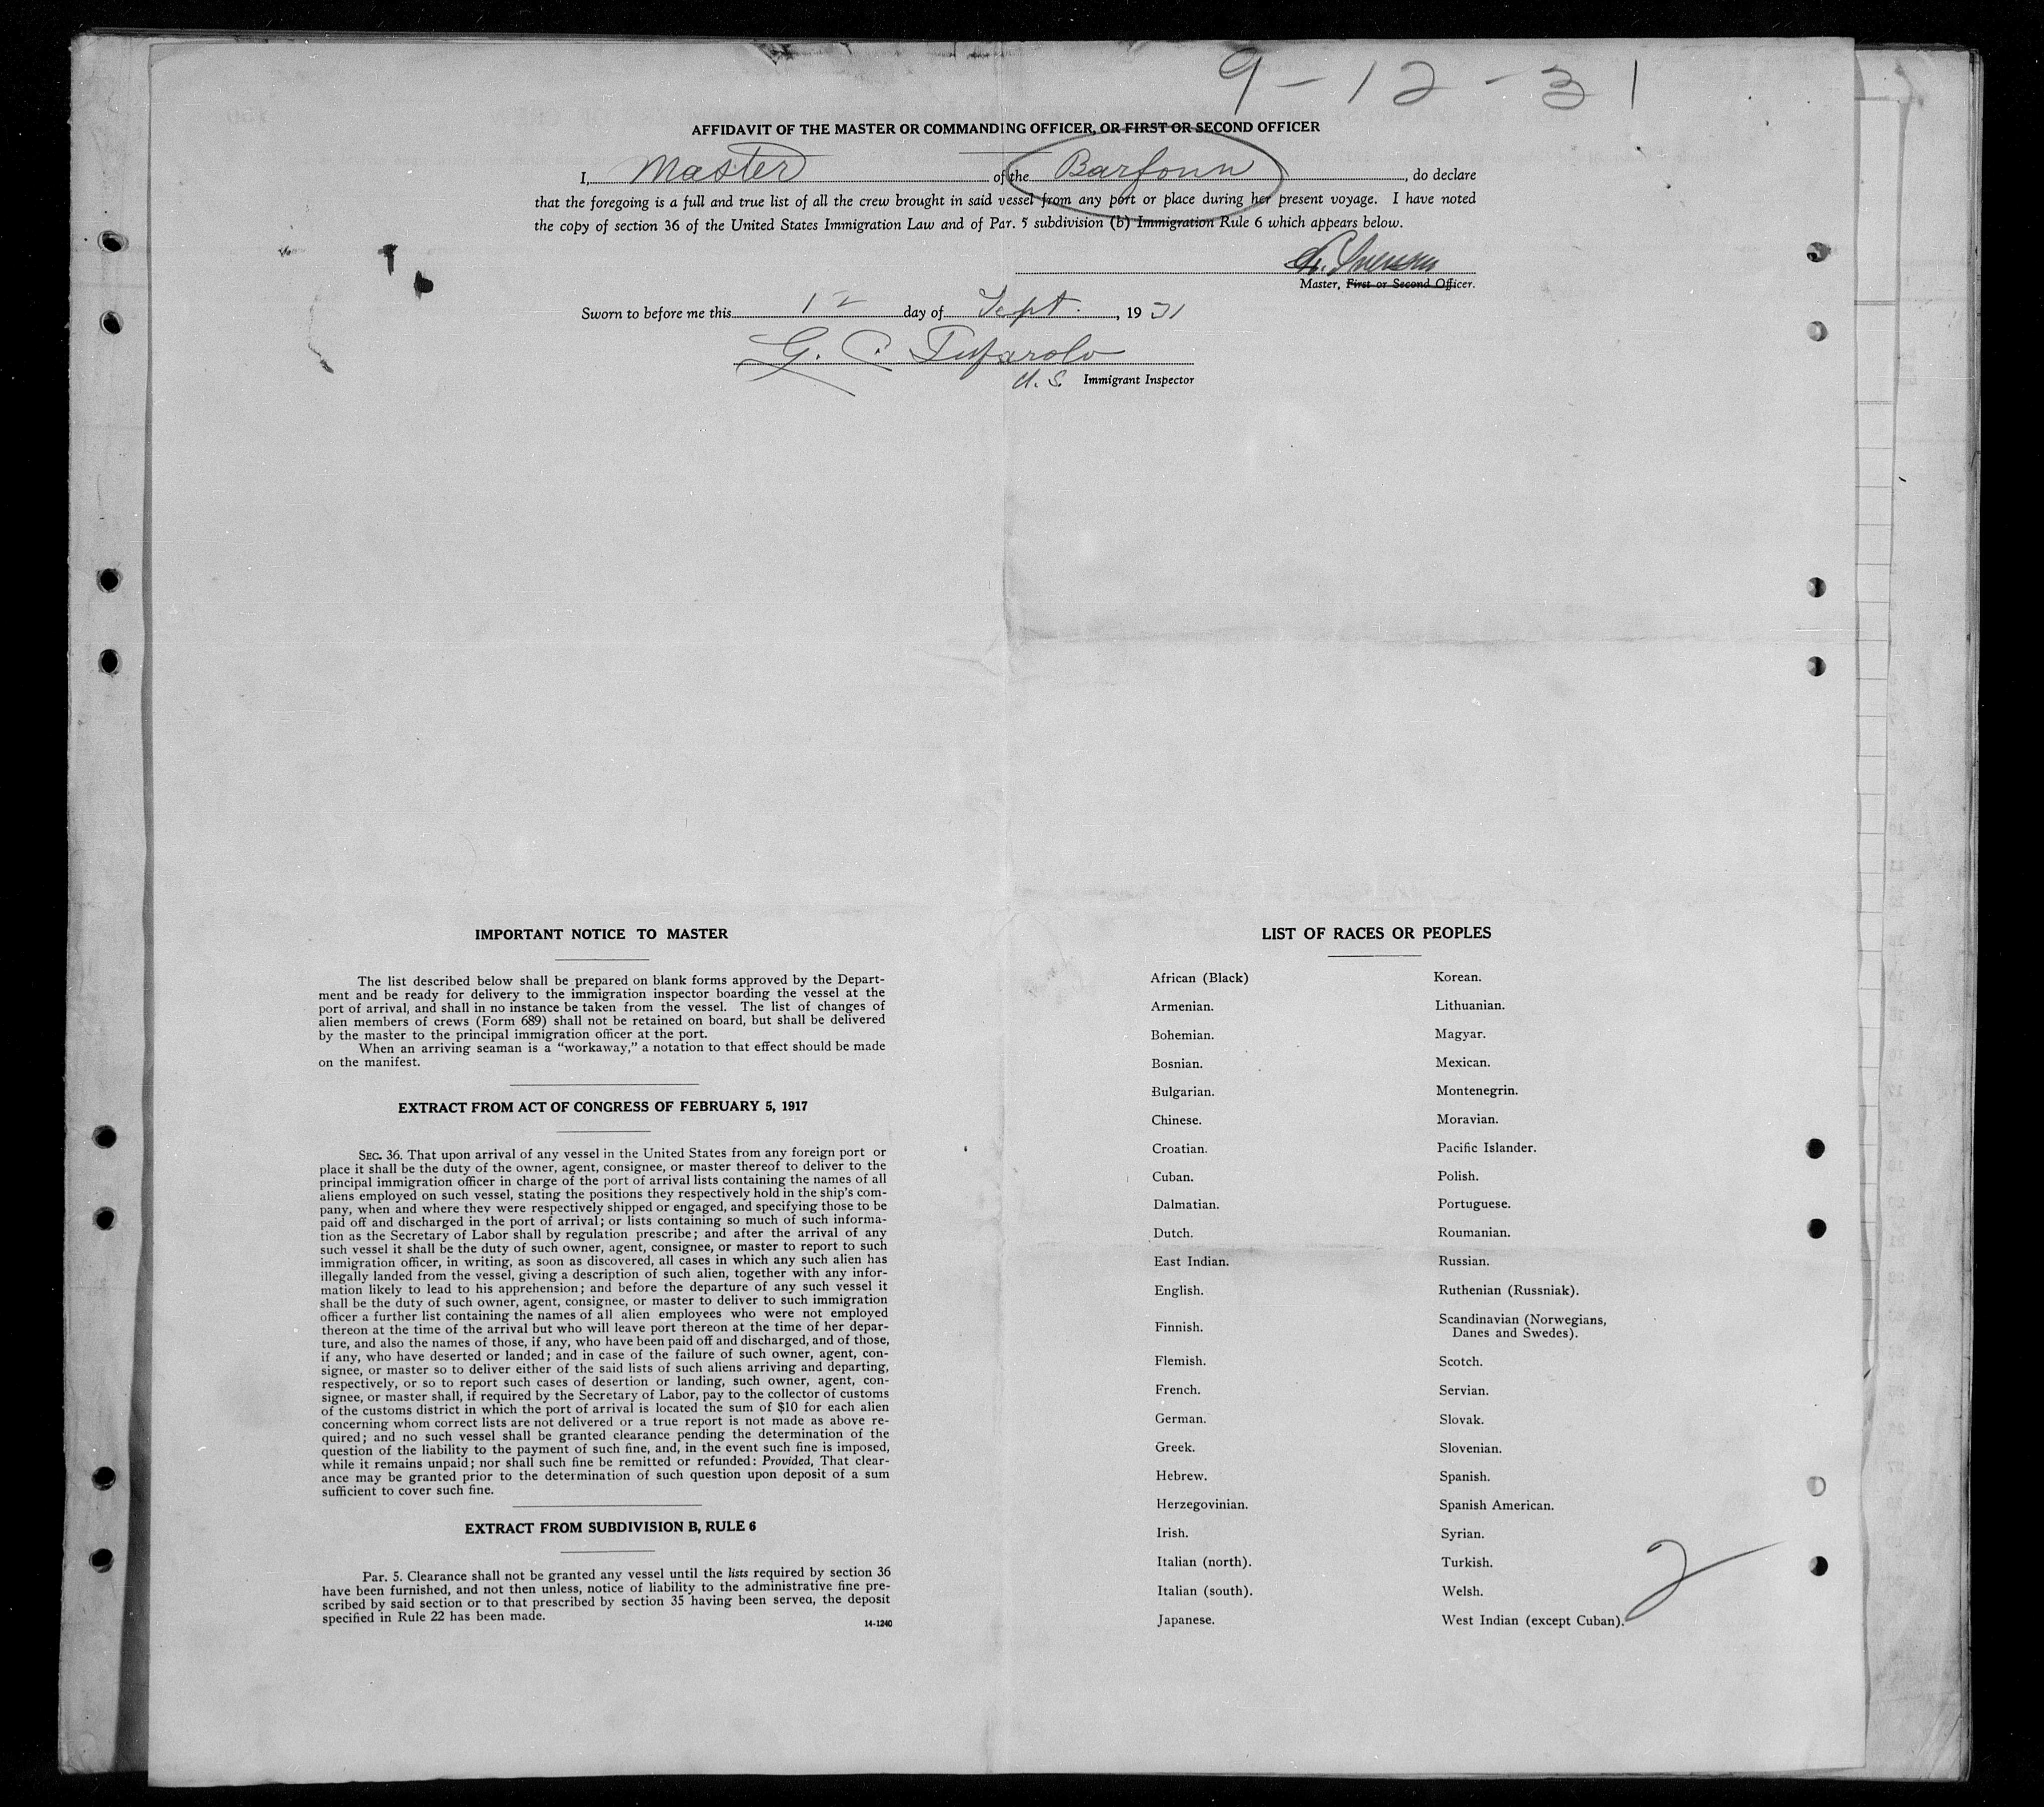 9-12-31
AFFIDAVIT OF THE MASTER OR COMMANDING OFFICER, OR FIRST OR SECOND OFFICER
I, Master of the Barfonn, do declare
that the foregoing is a full and true list of all the crew brought in said vessel from any port or place during her present voyage. I have noted
the copy of section 36 of the United States Immigration Law and of Par. 5 subdivision (b) Immigration Rule 6 which appears below.
Master, First or Second Officer.
Sworn to before me this 12 day of Sept., 1931
G. C.
U.S. Immigrant Inspector
IMPORTANT NOTICE TO MASTER
The list described below shall be prepared on blank forms approved by the Depart-
ment and be ready for delivery to the immigration inspector boarding the vessel at the
port of arrival, and shall in no instance be taken from the vessel. The list of changes of
alien members of crews (Form 689) shall not be retained on board, but shall be delivered
by the master to the principal immigration officer at the port.
When an arriving seaman is a “workaway,” a notation to that effect should be made
on the manifest.
EXTRACT FROM ACT OF CONGRESS OF FEBRUARY 5, 1917
SEC. 36. That upon arrival of any vessel in the United States from any foreign port or
place it shall be the duty of the owner, agent, consignee, or master thereof to deliver to the
principal immigration officer in charge of the port of arrival lists containing the names of all
aliens employed on such vessel, stating the positions they respectively hold in the ship's com-
pany, when and where they were respectively shipped or engaged, and specifying those to be
paid off and discharged in the port of arrival; or lists containing so much of such informa-
tion as the Secretary of Labor shall by regulation prescribe; and after the arrival of any
such vessel it shall be the duty of such owner, agent, consignee, or master to report to such
immigration officer, in writing, as soon as discovered, all cases in which any such alien has
illegally landed from the vessel, giving a description of such alien, together with any infor-
mation likely to lead to his apprehension; and before the departure of any such vessel it
shall be the duty of such owner, agent, consignee, or master to deliver to such immigration
officer a further list containing the names of all alien employees who were not employed
thereon at the time of the arrival but who will leave port thereon at the time of her depar-
ture, and also the names of those, if any, who have been paid off and discharged, and of those,
if any, who have deserted or landed; and in case of the failure of such owner, agent, con-
signee, or master so to deliver either of the said lists of such aliens arriving and departing,
respectively, or so to report such cases of desertion or landing, such owner, agent, con-
signee, or master shall, if required by the Secretary of Labor, pay to the collector of customs
of the customs district in which the port of arrival is located the sum of $10 for each alien
concerning whom correct lists are not delivered or a true report is not made as above re-
quired; and no such vessel shall be granted clearance pending the determination of the
question of the liability to the payment of such fine, and, in the event such fine is imposed,
while it remains unpaid; nor shall such fine be remitted or refunded: Provided, That clear-
ance may be granted prior to the determination of such question upon deposit of a sum
sufficient to cover such fine.
EXTRACT FROM SUBDIVISION B, RULE 6
Par. 5. Clearance shall not be granted any vessel until the lists required by section 36
have been furnished, and not then unless, notice of liability to the administrative fine pre-
scribed by said section or to that prescribed by section 35 having been served, the deposit
specified in Rule 22 has been made.
14-1240
LIST OF RACES OR PEOPLES
African (Black)
Armenian.
Bohemian.
Bosnian.
Bulgarian.
Chinese.
Croatian.
Cuban.
Dalmatian.
Dutch.
East Indian.
English.
Finnish.
Flemish.
French.
German.
Greek.
Hebrew.
Herzegovinian.
Irish.
Italian (north).
Italian (south).
Japanese.
Korean.
Lithuanian.
Magyar.
Mexican.
Montenegrin.
Moravian.
Pacific Islander.
Polish.
Portuguese.
Roumanian.
Russian.
Ruthenian (Russniak).
Scandinavian (Norwegians,
Danes and Swedes).
Scotch.
Servian.
Slovak.
Slovenian.
Spanish.
Spanish American.
Syrian.
Turkish.
Welsh.
West Indian (except Cuban).
2